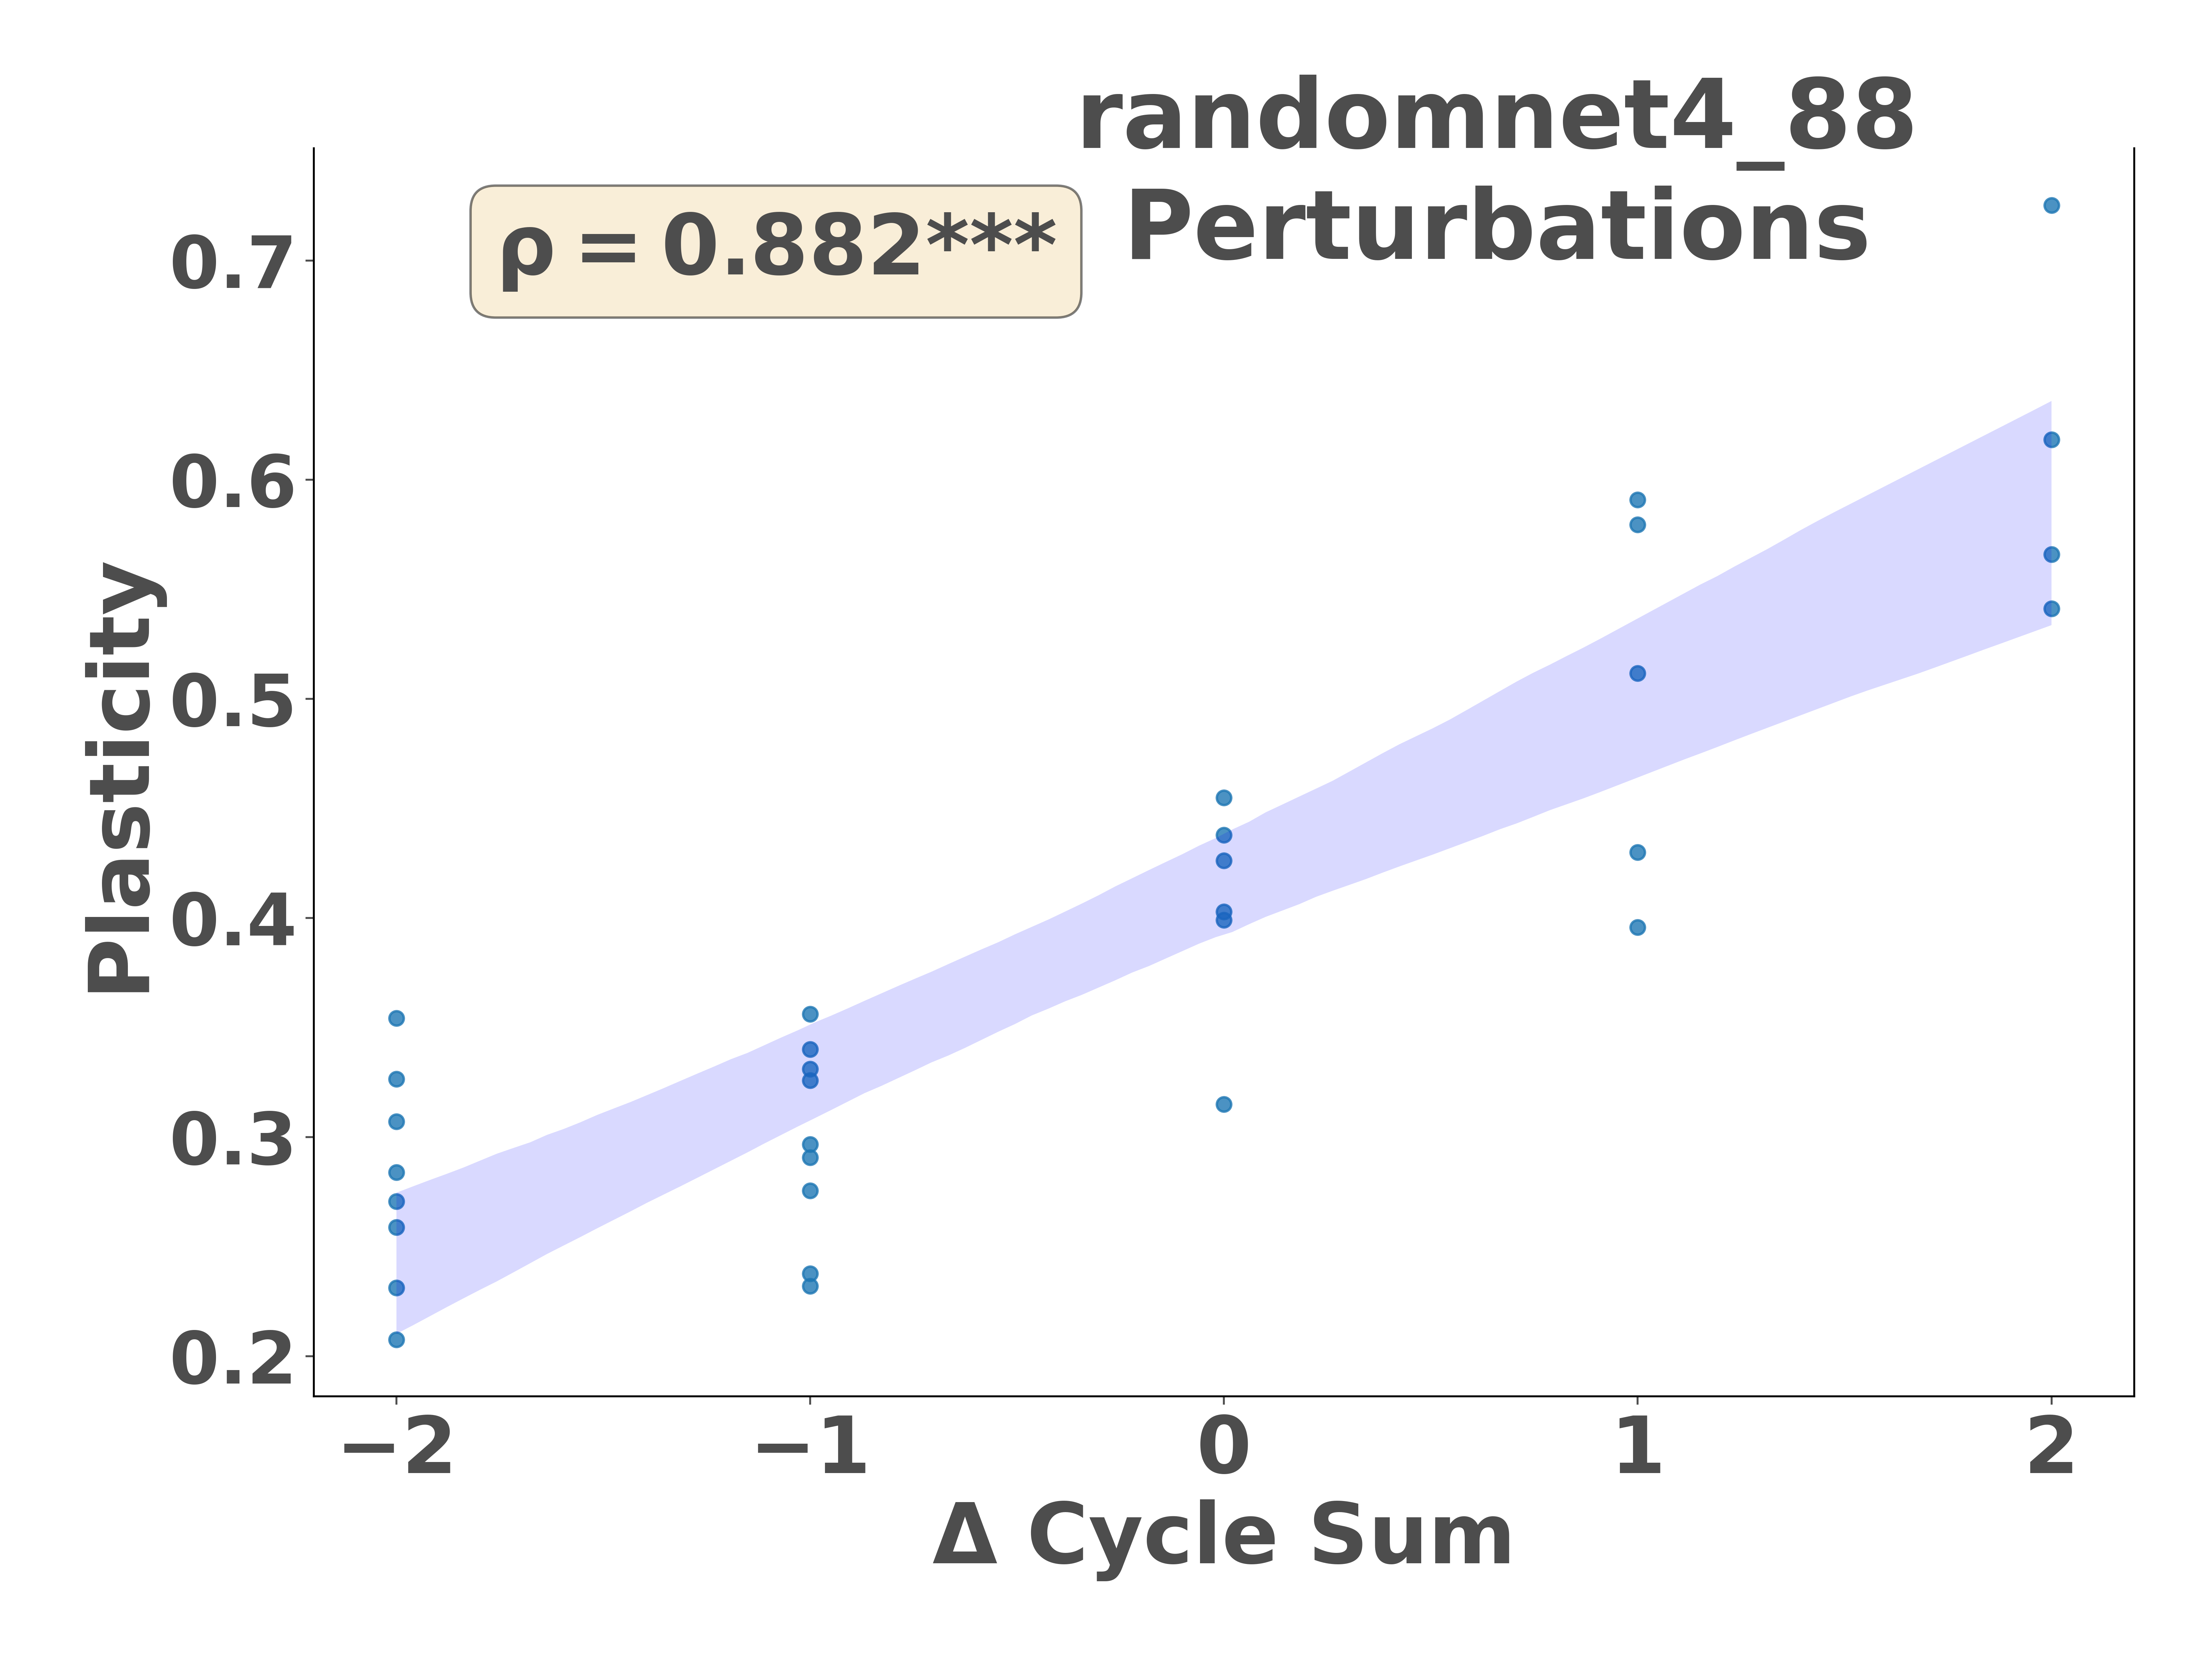 randomnet4_88
Perturbations
ρ = 0.882***
Plasticity
0.7
0.6
0.5
0.4
0.3
0.2
−2 −1 0 1 2
Δ Cycle Sum